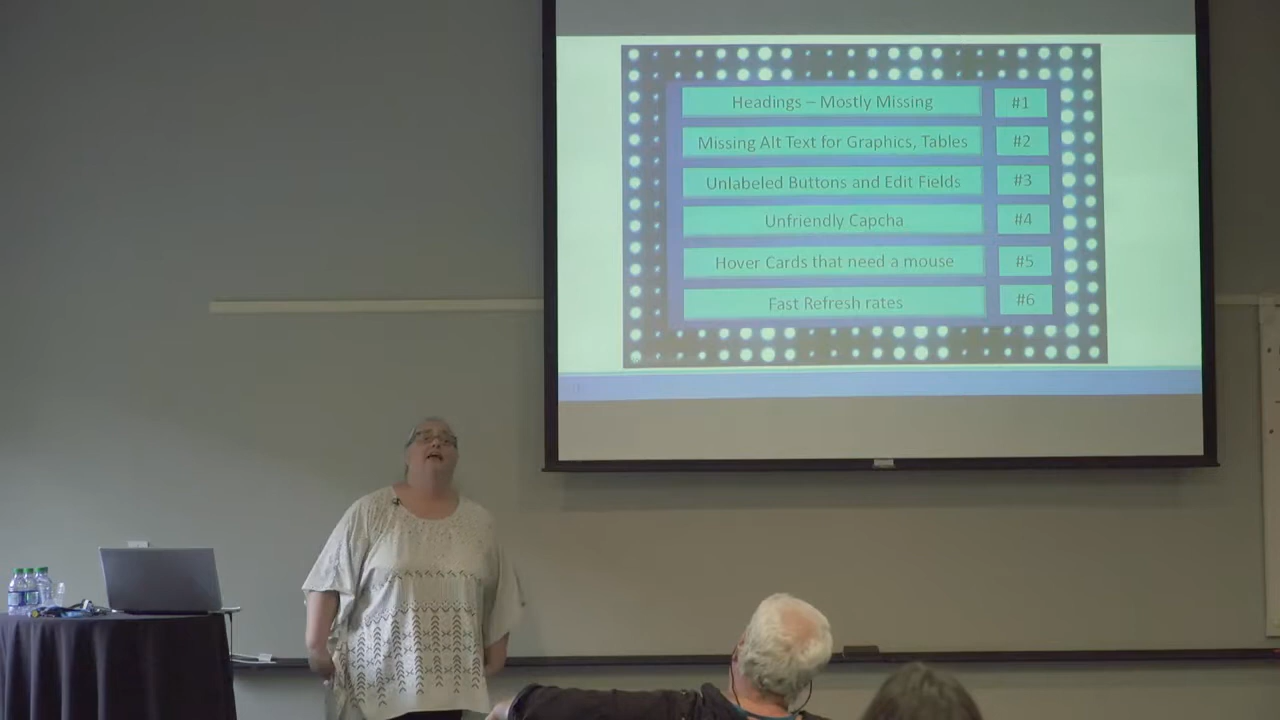 Headings – Mostly Missing #1
Missing Alt Text for Graphics, Tables #2
Unlabeled Buttons and Edit Fields #3
Unfriendly Capcha #4
Hover Cards that need a mouse #5
Fast Refresh rates #6